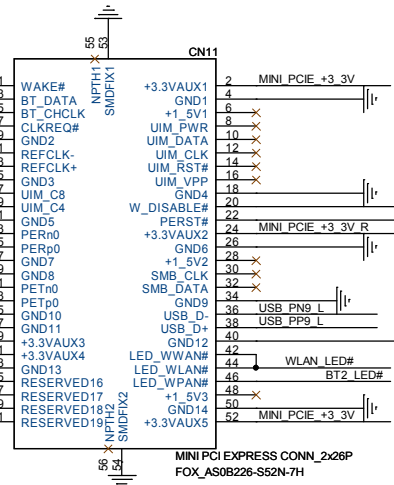 55
53
CN11
NPTH1
SMDFIX1
WAKE# +3.3VAUX1 2 MINI_PCIE_+3_3V
BT_DATA GND1 4
BT_CHCLK +1_5V1 6
CLKREQ# UIM_PWR 8
GND2 UIM_DATA 10
REFCLK- UIM_CLK 12
REFCLK+ UIM_RST# 14
GND3 UIM_VPP 16
UIM_C8 GND4 18
UIM_C4 W_DISABLE# 20
GND5 PERST# 22
PERn0 +3.3VAUX2 24 MINI_PCIE_+3_3V_R
PERp0 GND6 26
GND7 +1_5V2 28
GND8 SMB_CLK 30
PETn0 SMB_DATA 32
PETp0 GND9 34
GND10 USB_D- 36 USB_PN9_L
GND11 USB_D+ 38 USB_PP9_L
+3.3VAUX3 GND12 40
+3.3VAUX4 LED_WWAN# 42
GND13 LED_WLAN# 44 WLAN_LED#
RESERVED16 LED_WPAN# 46 BT2_LED#
RESERVED17 +1_5V3 48
RESERVED18 GND14 50
RESERVED19 +3.3VAUX5 52 MINI_PCIE_+3_3V
NPTH2
SMDFIX2
56
54
MINI PCI EXPRESS CONN_2x26P
FOX_AS0B226-S52N-7H